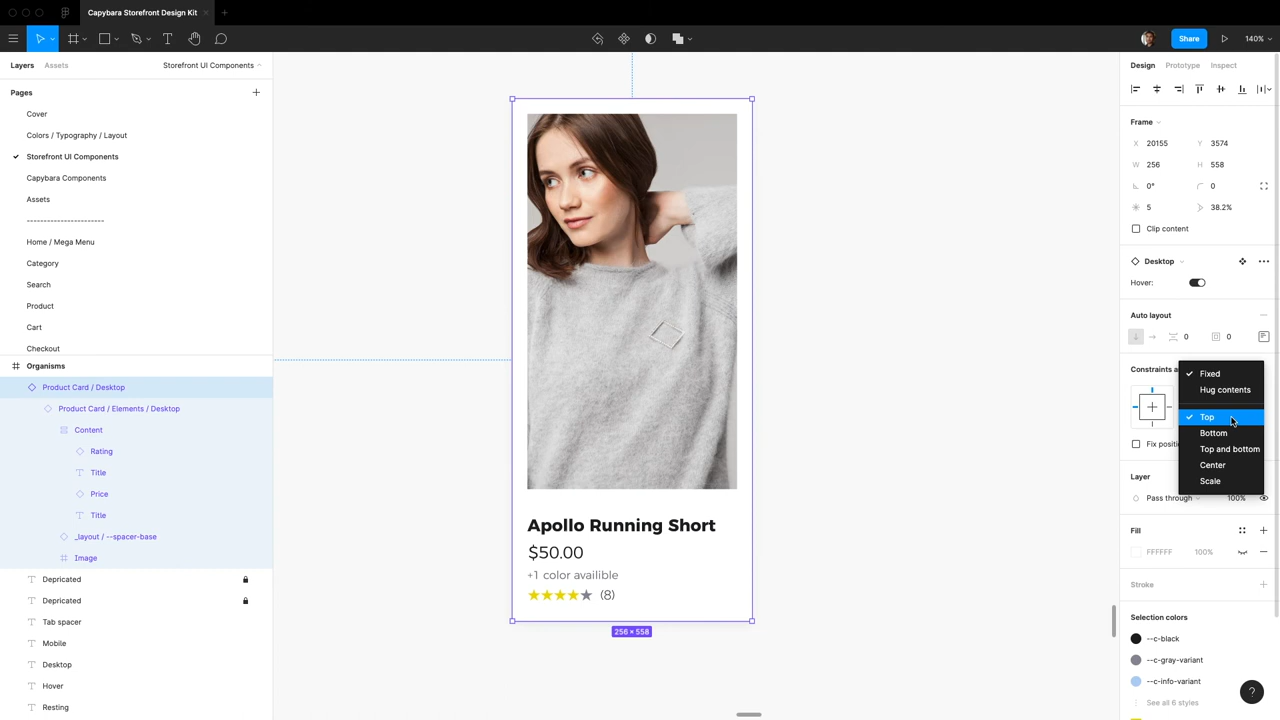 Capybara Storefront Design Kit
Share
140%
Layers
Assets
Storefront UI Components
Pages
Cover
Colors / Typography / Layout
Storefront UI Components
Capybara Components
Assets
-----------------------
Home / Mega Menu
Category
Search
Product
Cart
Checkout
Organisms
Product Card / Desktop
Product Card / Elements / Desktop
Content
Rating
Title
Price
Title
_layout / --spacer-base
Image
Depricated
Depricated
Tab spacer
Mobile
Desktop
Hover
Resting
Apollo Running Short
$50.00
+1 color availible
(8)
256 × 558
Design
Prototype
Inspect
Frame
X 20155 Y 3574
W 256 H 558
0° 0
5 38.2%
Clip content
Desktop
Hover:
Auto layout
0 0
Constraints a
Fixed
Hug contents
Top
Bottom
Top and bottom
Center
Scale
Fix positi
Layer
Pass through 100%
Fill
FFFFFF 100%
Stroke
Selection colors
--c-black
--c-gray-variant
--c-info-variant
See all 6 styles
?